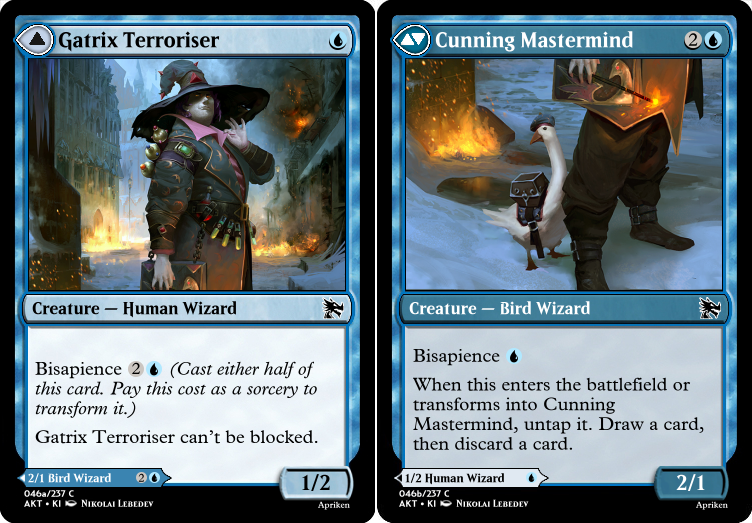 Gatrix Terroriser
Creature — Human Wizard
Bisapience 2 (Cast either half of
this card. Pay this cost as a sorcery to
transform it.)
Gatrix Terroriser can't be blocked.
2/1 Bird Wizard 2
1/2
046a/237 C
AKT • KI Nikolai Lebedev
Apriken
Cunning Mastermind 2
Creature — Bird Wizard
Bisapience
When this enters the battlefield or
transforms into Cunning
Mastermind, untap it. Draw a card,
then discard a card.
1/2 Human Wizard
2/1
046b/237 C
AKT • KI Nikolai Lebedev
Apriken